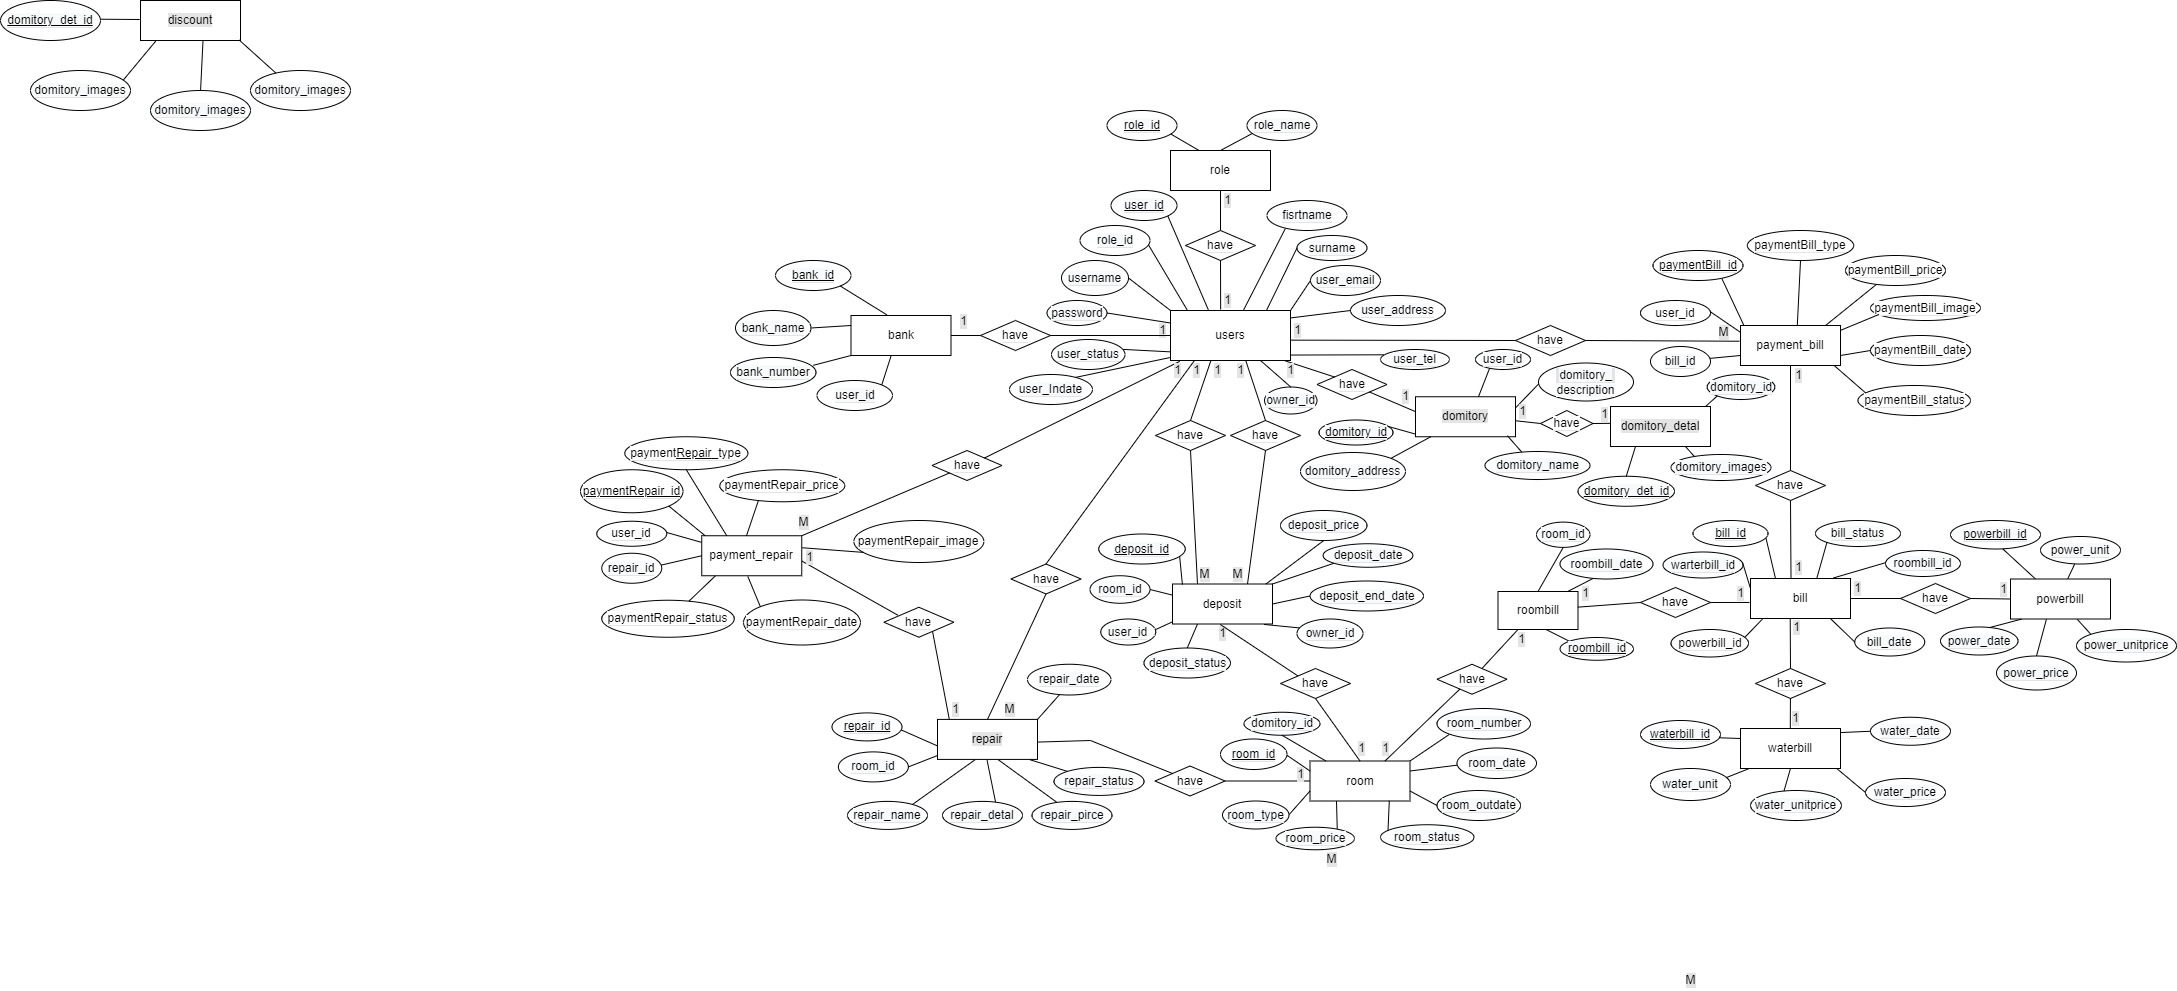 domitory_det_id
discount
domitory_images
domitory_images
domitory_images
role_id
role_name
role
1
user_id
fisrtname
role_id
have
surname
username
user_email
1
password
user_address
bank_id
bank_name
bank
1
have
1
users
1
bank_number
user_id
user_status
user_Indate
user_tel
1
1
1
1
1
owner_id
have
paymentBill_type
paymentBill_id
paymentBill_price
user_id
paymentBill_image
M
payment_bill
bill_id
paymentBill_date
1
paymentBill_status
user_id
domitory_
description
domitory_id
1
domitory
1
have
1
domitory_detal
have
domitory_id
domitory_address
domitory_name
domitory_images
domitory_det_id
have
have
have
have
paymentRepair_type
paymentRepair_id
paymentRepair_price
M
user_id
payment_repair
1
paymentRepair_image
repair_id
paymentRepair_status
paymentRepair_date
have
have
deposit_price
deposit_id
deposit_date
M
M
room_id
deposit
deposit_end_date
user_id
1
owner_id
deposit_status
have
room_id
roombill_date
1
roombill
1
roombill_id
have
have
bill_id
bill_status
warterbill_id
1
roombill_id
1
bill
1
powerbill_id
1
bill_date
have
powerbill_id
power_unit
1
powerbill
power_date
power_unitprice
power_price
have
1
waterbill_id
waterbill
water_date
water_unit
water_unitprice
water_price
repair_date
1
M
repair_id
repair
room_id
repair_status
repair_name
repair_detal
repair_pirce
have
domitory_id
room_number
1
1
room_id
1
room
room_date
room_type
room_outdate
room_price
room_status
M
M